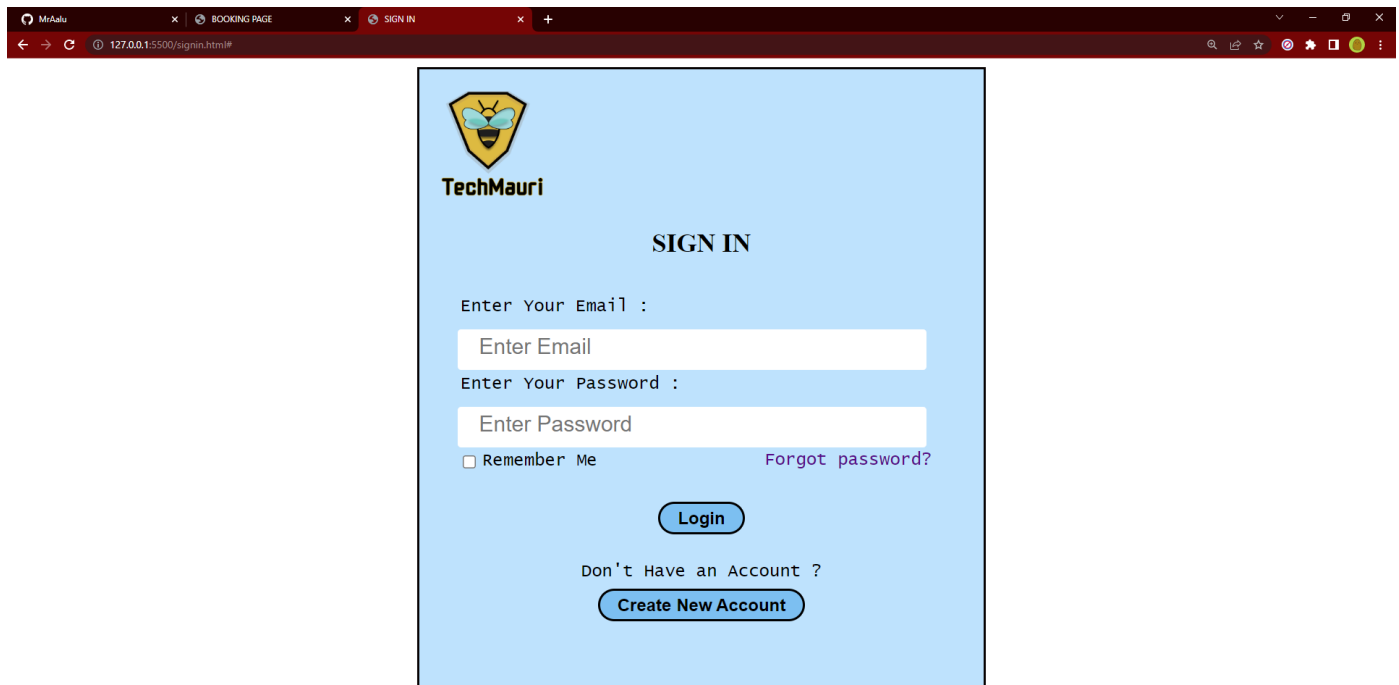 MrAalu
BOOKING PAGE
SIGN IN
127.0.0.1:5500/signin.html#
TechMauri
SIGN IN
Enter Your Email :
Enter Email
Enter Your Password :
Enter Password
Remember Me Forgot password?
Login
Don't Have an Account ?
Create New Account